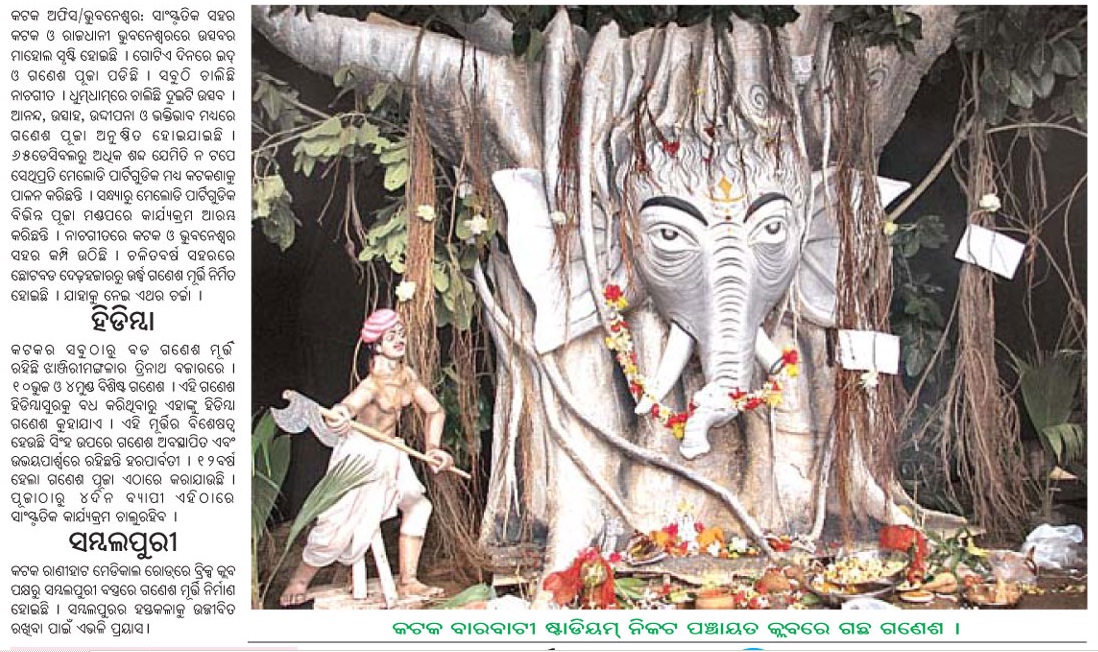 କଟକ ଅଫିସ/ଭୁବନେଶ୍ୱର: ସାଂସ୍କୃତିକ ସହର
କଟକ ଓ ରାଜଧାନୀ ଭୁବନେଶ୍ୱରରେ ଉତ୍ସବର
ମାହୋଲ ସୃଷ୍ଟି ହୋଇଛି । ଗୋଟିଏ ଦିନରେ ଇଦ୍
ଓ ଗଣେଶ ପୂଜା ପଡିଛି । ସବୁଠି ଚାଲିଛି
ନାଚଗୀତ । ଧୁମ୍‌ଧାମ୍‌ରେ ଚାଲିଛି ଦୁଇଟି ଉତ୍ସବ ।
ଆନନ୍ଦ, ଉତ୍ସାହ, ଉଦ୍ଦୀପନା ଓ ଭକ୍ତିଭାବ ମଧ୍ୟରେ
ଗଣେଶ ପୂଜା ଅନୁଷ୍ଠିତ ହୋଇଯାଇଛି ।
୬୫ଡେସିବଲରୁ ଅଧିକ ଶବ୍ଦ ଯେମିତି ନ ଟପେ
ସେଥିପ୍ରତି ମେଲୋଡି ପାର୍ଟିଗୁଡିକ ମଧ୍ୟ କଟକଣାକୁ
ପାଳନ କରିଛନ୍ତି । ସନ୍ଧ୍ୟାରୁ ମେଲୋଡି ପାର୍ଟିଗୁଡିକ
ବିଭିନ୍ନ ପୂଜା ମଣ୍ଡପରେ କାର୍ଯ୍ୟକ୍ରମ ଆରମ୍ଭ
କରିଛନ୍ତି । ନାଚଗୀତରେ କଟକ ଓ ଭୁବନେଶ୍ୱର
ସହର କମ୍ପି ଉଠିଛି । ଚଳିତବର୍ଷ ସହରରେ
ଛୋଟବଡ ଦେଢ଼ହଜାରରୁ ଊର୍ଦ୍ଧ୍ୱ ଗଣେଶ ମୂର୍ତ୍ତି ନିର୍ମିତ
ହୋଇଛି । ଯାହାକୁ ନେଇ ଏଥର ଚର୍ଚ୍ଚା ।
ହିଡିମ୍ବା
କଟକର ସବୁଠାରୁ ବଡ ଗଣେଶ ମୂର୍ତ୍ତି
ରହିଛି ଝାଞ୍ଜିରୀମଙ୍ଗଳାର ତ୍ରିନାଥ ବଜାରରେ ।
୧୦ଭୁଜ ଓ ୪ମୁଣ୍ଡ ବିଶିଷ୍ଟ ଗଣେଶ । ଏହି ଗଣେଶ
ହିଡିମ୍ବାସୁରକୁ ବଧ କରିଥିବାରୁ ଏହାଙ୍କୁ ହିଡିମ୍ବା
ଗଣେଶ କୁହାଯାଏ । ଏହି ମୂର୍ତ୍ତିର ବିଶେଷତ୍ୱ
ହେଉଛି ସିଂହ ଉପରେ ଗଣେଶ ଅବସ୍ଥାପିତ ଏବଂ
ଉଭୟପାର୍ଶ୍ୱରେ ରହିଛନ୍ତି ହରପାର୍ବତୀ । ୧୨ବର୍ଷ
ହେଲା ଗଣେଶ ପୂଜା ଏଠାରେ କରାଯାଉଛି ।
ପୂଜାଠାରୁ ୪ଦିନ ବ୍ୟାପୀ ଏହିଠାରେ
ସାଂସ୍କୃତିକ କାର୍ଯ୍ୟକ୍ରମ ଚାଲୁରହିବ ।
ସମ୍ବଲପୁରୀ
କଟକ ରାଣୀହାଟ ମେଡିକାଲ ରୋଡ୍‌ରେ ବ୍ରିକ୍ସ କ୍ଲବ
ପକ୍ଷରୁ ସମ୍ବଲପୁରୀ ବସ୍ତ୍ରରେ ଗଣେଶ ମୂର୍ତ୍ତି ନିର୍ମାଣ
ହୋଇଛି । ସମ୍ବଲପୁରର ହସ୍ତକଳାକୁ ଉଜ୍ଜୀବିତ
ରଖିବା ପାଇଁ ଏଭଳି ପ୍ରୟାସ।
କଟକ ବାରବାଟୀ ଷ୍ଟାଡିୟମ୍ ନିକଟ ପଞ୍ଚାୟତ କ୍ଲବରେ ଗଛ ଗଣେଶ ।